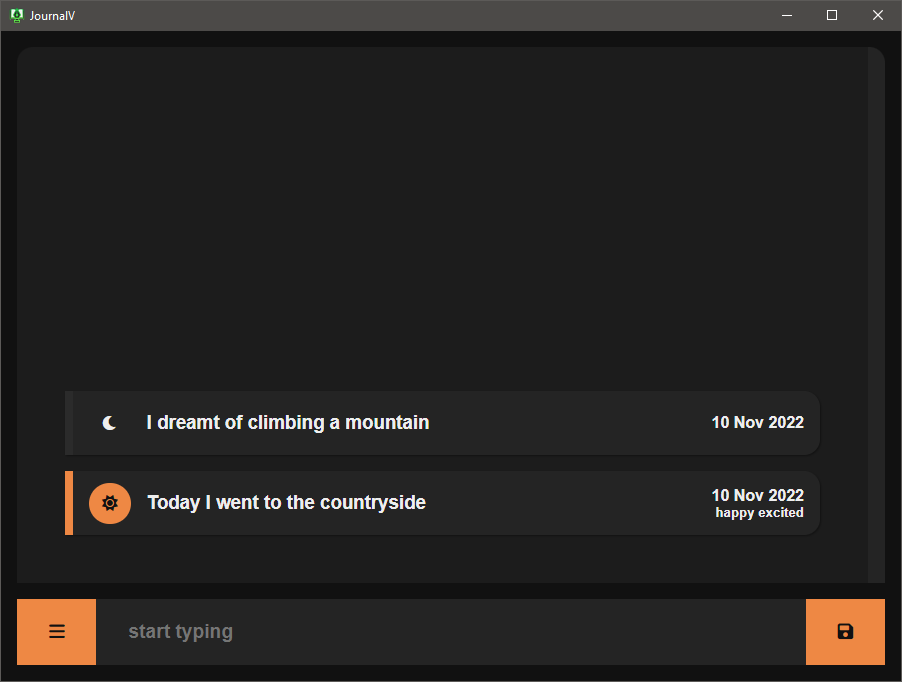 JournalV
I dreamt of climbing a mountain
10 Nov 2022
Today I went to the countryside
10 Nov 2022
happy excited
start typing